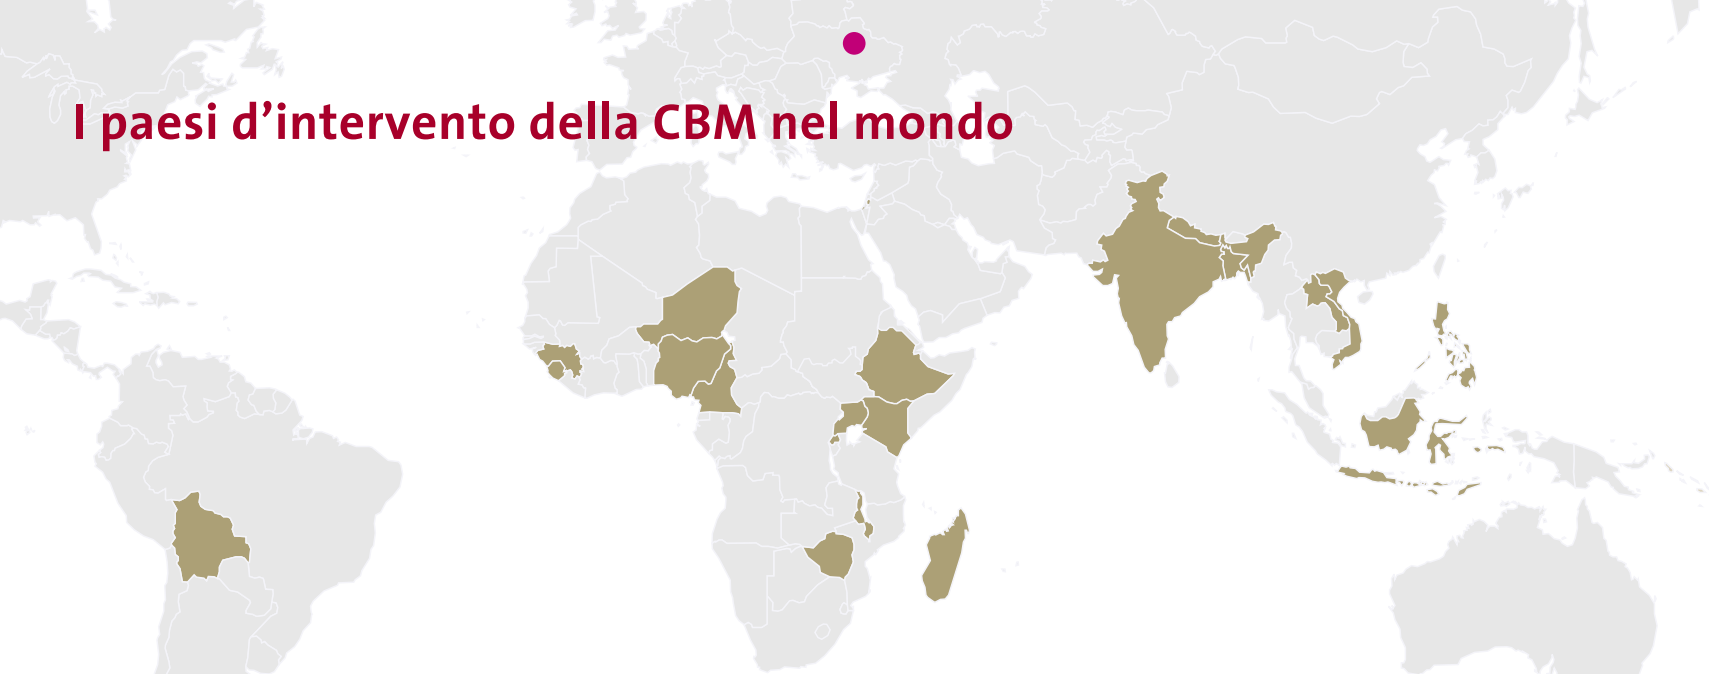 I paesi d’intervento della CBM nel mondo